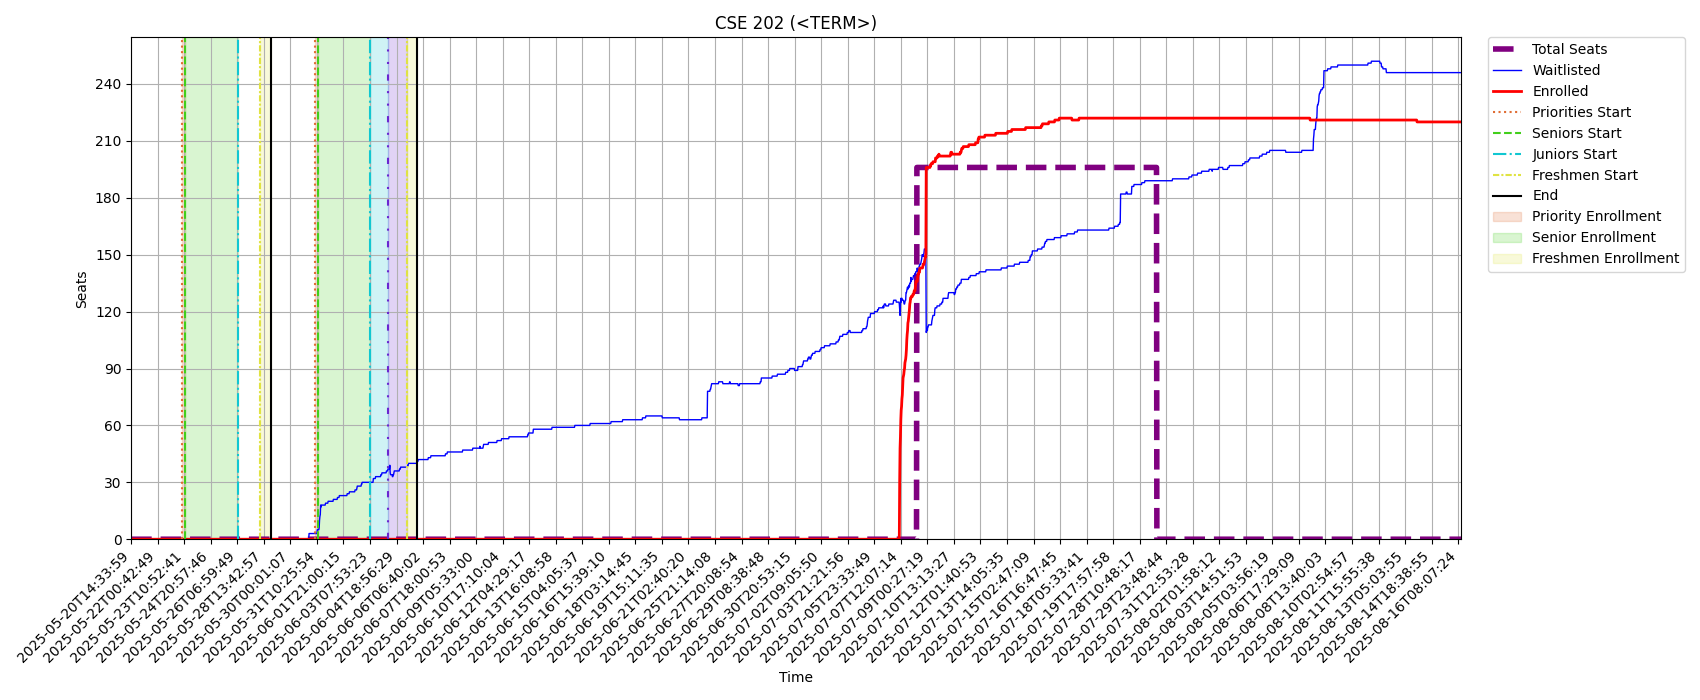 CSE 202 (<TERM>)
Total Seats
Waitlisted
Enrolled
Priorities Start
Seniors Start
Juniors Start
Freshmen Start
End
Priority Enrollment
Senior Enrollment
Freshmen Enrollment
Seats
240
210
180
150
120
90
60
30
0
2025-05-20T14:33:59
2025-05-22T00:42:49
2025-05-23T10:52:41
2025-05-24T20:57:46
2025-05-26T06:59:49
2025-05-28T13:42:57
2025-05-30T00:01:07
2025-05-31T10:25:54
2025-06-01T21:00:15
2025-06-03T07:53:23
2025-06-04T18:56:29
2025-06-06T06:40:02
2025-06-07T18:00:53
2025-06-09T05:33:00
2025-06-10T17:10:04
2025-06-12T04:29:17
2025-06-13T16:08:58
2025-06-15T04:05:37
2025-06-16T15:39:10
2025-06-18T03:14:45
2025-06-19T15:11:35
2025-06-21T02:40:20
2025-06-25T21:14:08
2025-06-27T20:08:54
2025-06-29T08:38:48
2025-06-30T20:53:15
2025-07-02T09:05:50
2025-07-03T21:21:56
2025-07-05T23:33:49
2025-07-07T12:07:14
2025-07-09T00:27:19
2025-07-10T13:13:27
2025-07-12T01:40:53
2025-07-13T14:05:35
2025-07-15T02:47:09
2025-07-16T16:47:45
2025-07-18T05:33:41
2025-07-19T17:57:58
2025-07-28T10:48:17
2025-07-29T23:48:44
2025-07-31T12:53:28
2025-08-02T01:58:12
2025-08-03T14:51:53
2025-08-05T03:56:19
2025-08-06T17:29:09
2025-08-08T13:40:03
2025-08-10T02:54:57
2025-08-11T15:55:38
2025-08-13T05:03:55
2025-08-14T18:38:55
2025-08-16T08:07:24
Time